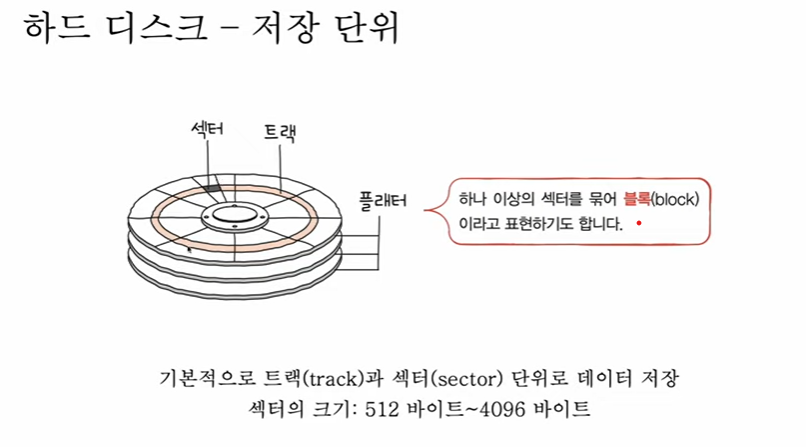 하드 디스크 – 저장 단위
섹터
트랙
플래터
하나 이상의 섹터를 묶어 블록(block)
이라고 표현하기도 합니다.
기본적으로 트랙(track)과 섹터(sector) 단위로 데이터 저장
섹터의 크기: 512 바이트~4096 바이트